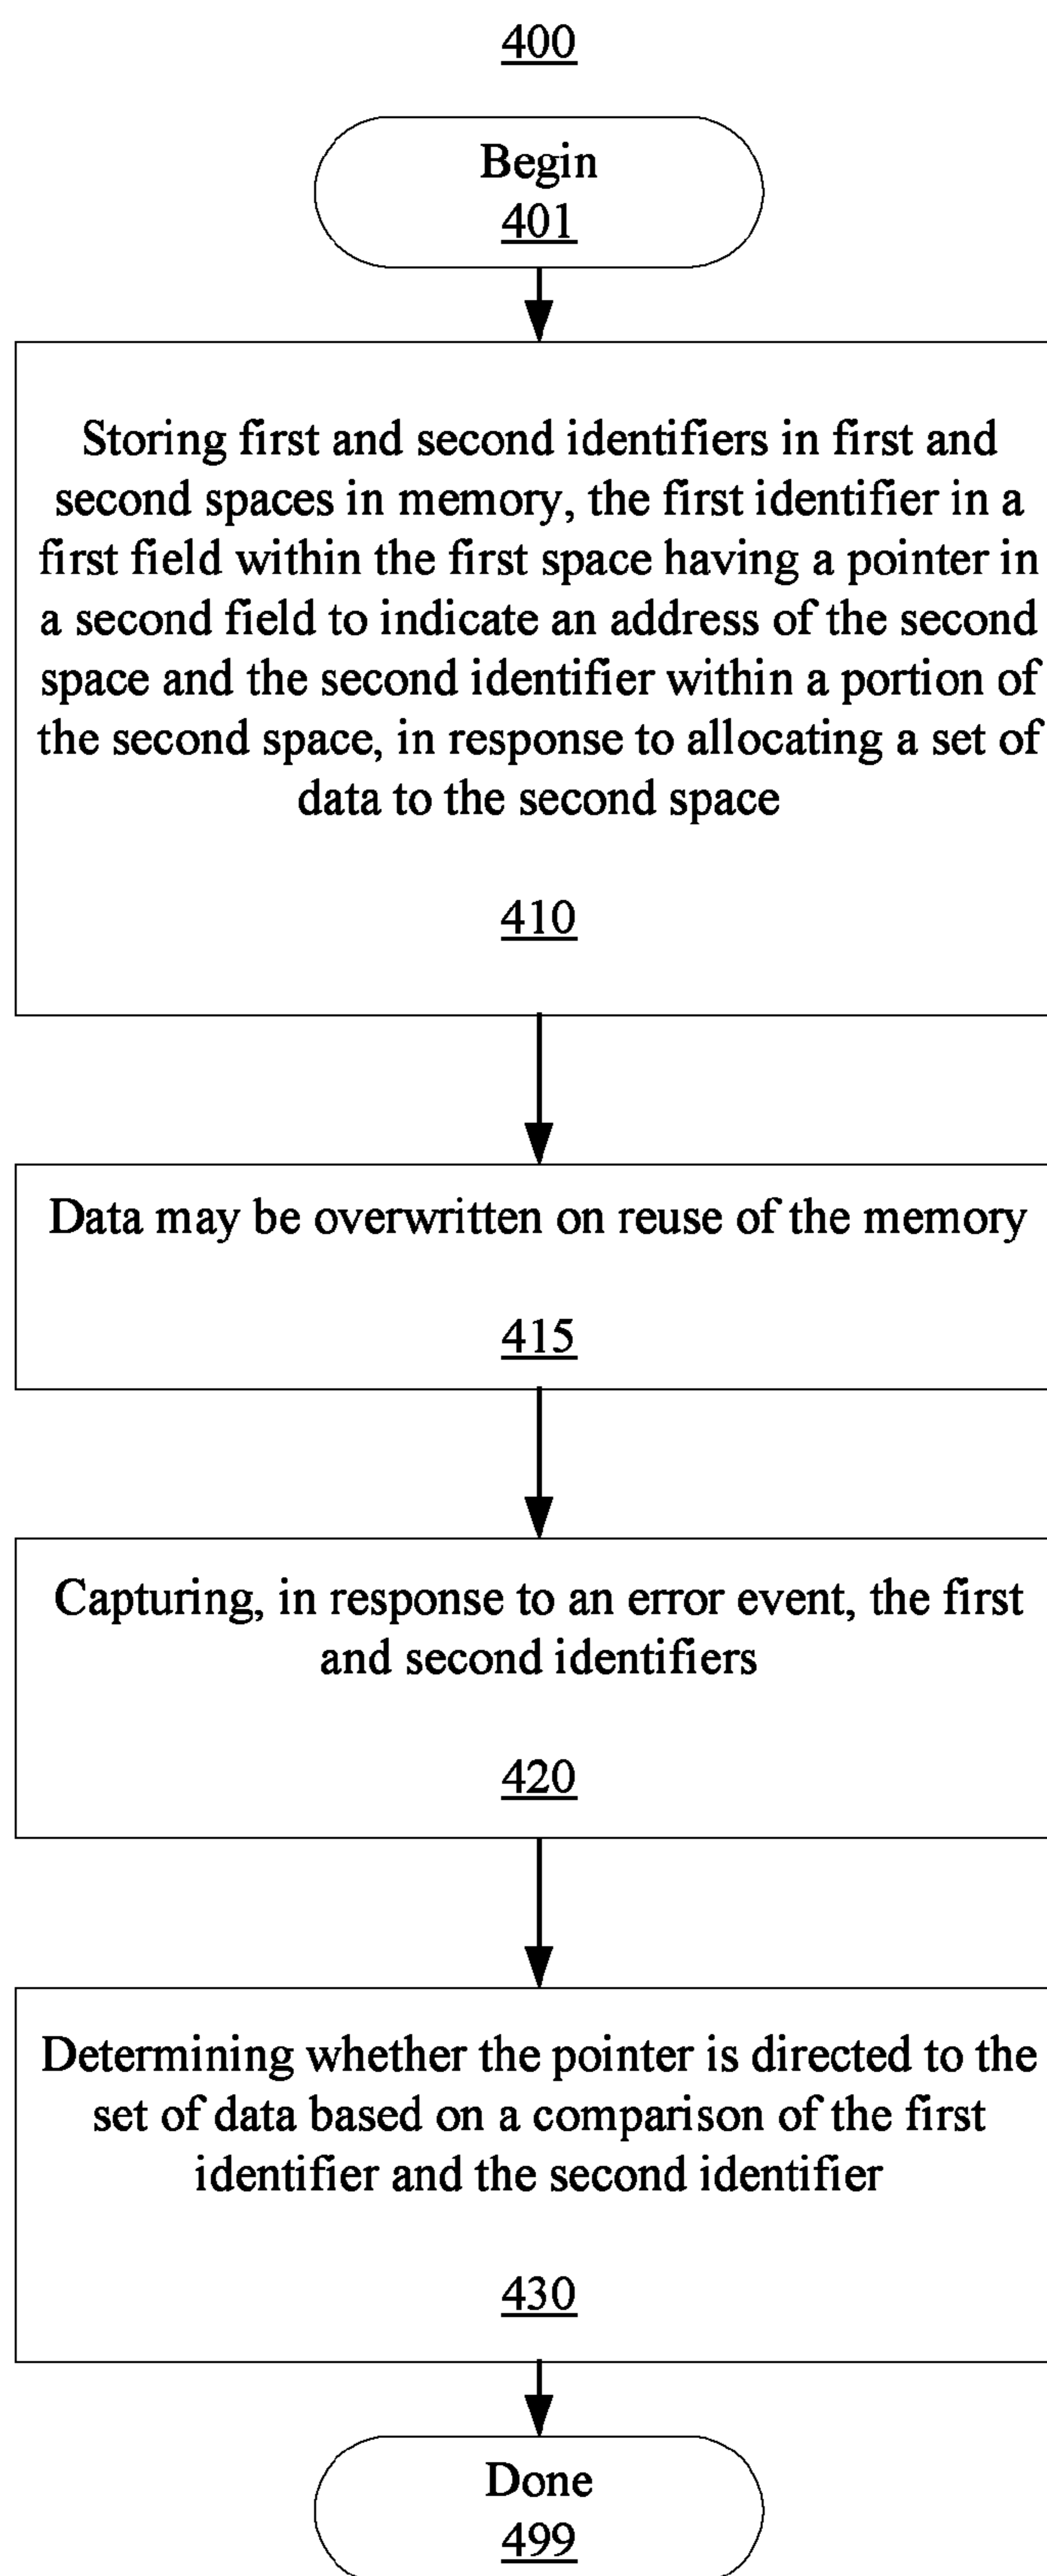 400
Begin
401
Storing first and second identifiers in first and
second spaces in memory, the first identifier in a
first field within the first space having a pointer in
a second field to indicate an address of the second
space and the second identifier within a portion of
the second space, in response to allocating a set of
data to the second space
410
Data may be overwritten on reuse of the memory
415
Capturing, in response to an error event, the first
and second identifiers
420
Determining whether the pointer is directed to the
set of data based on a comparison of the first
identifier and the second identifier
430
Done
499